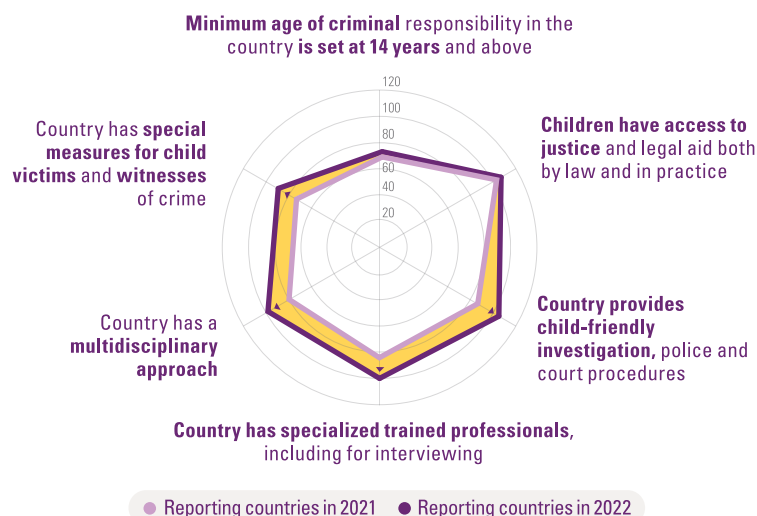 Minimum age of criminal responsibility in the
country is set at 14 years and above
120
100
80
60
40
20
Children have access to
justice and legal aid both
by law and in practice
Country provides
child-friendly
investigation, police and
court procedures
Country has specialized trained professionals,
including for interviewing
Country has a
multidisciplinary
approach
Country has special
measures for child
victims and witnesses
of crime
Reporting countries in 2021
Reporting countries in 2022